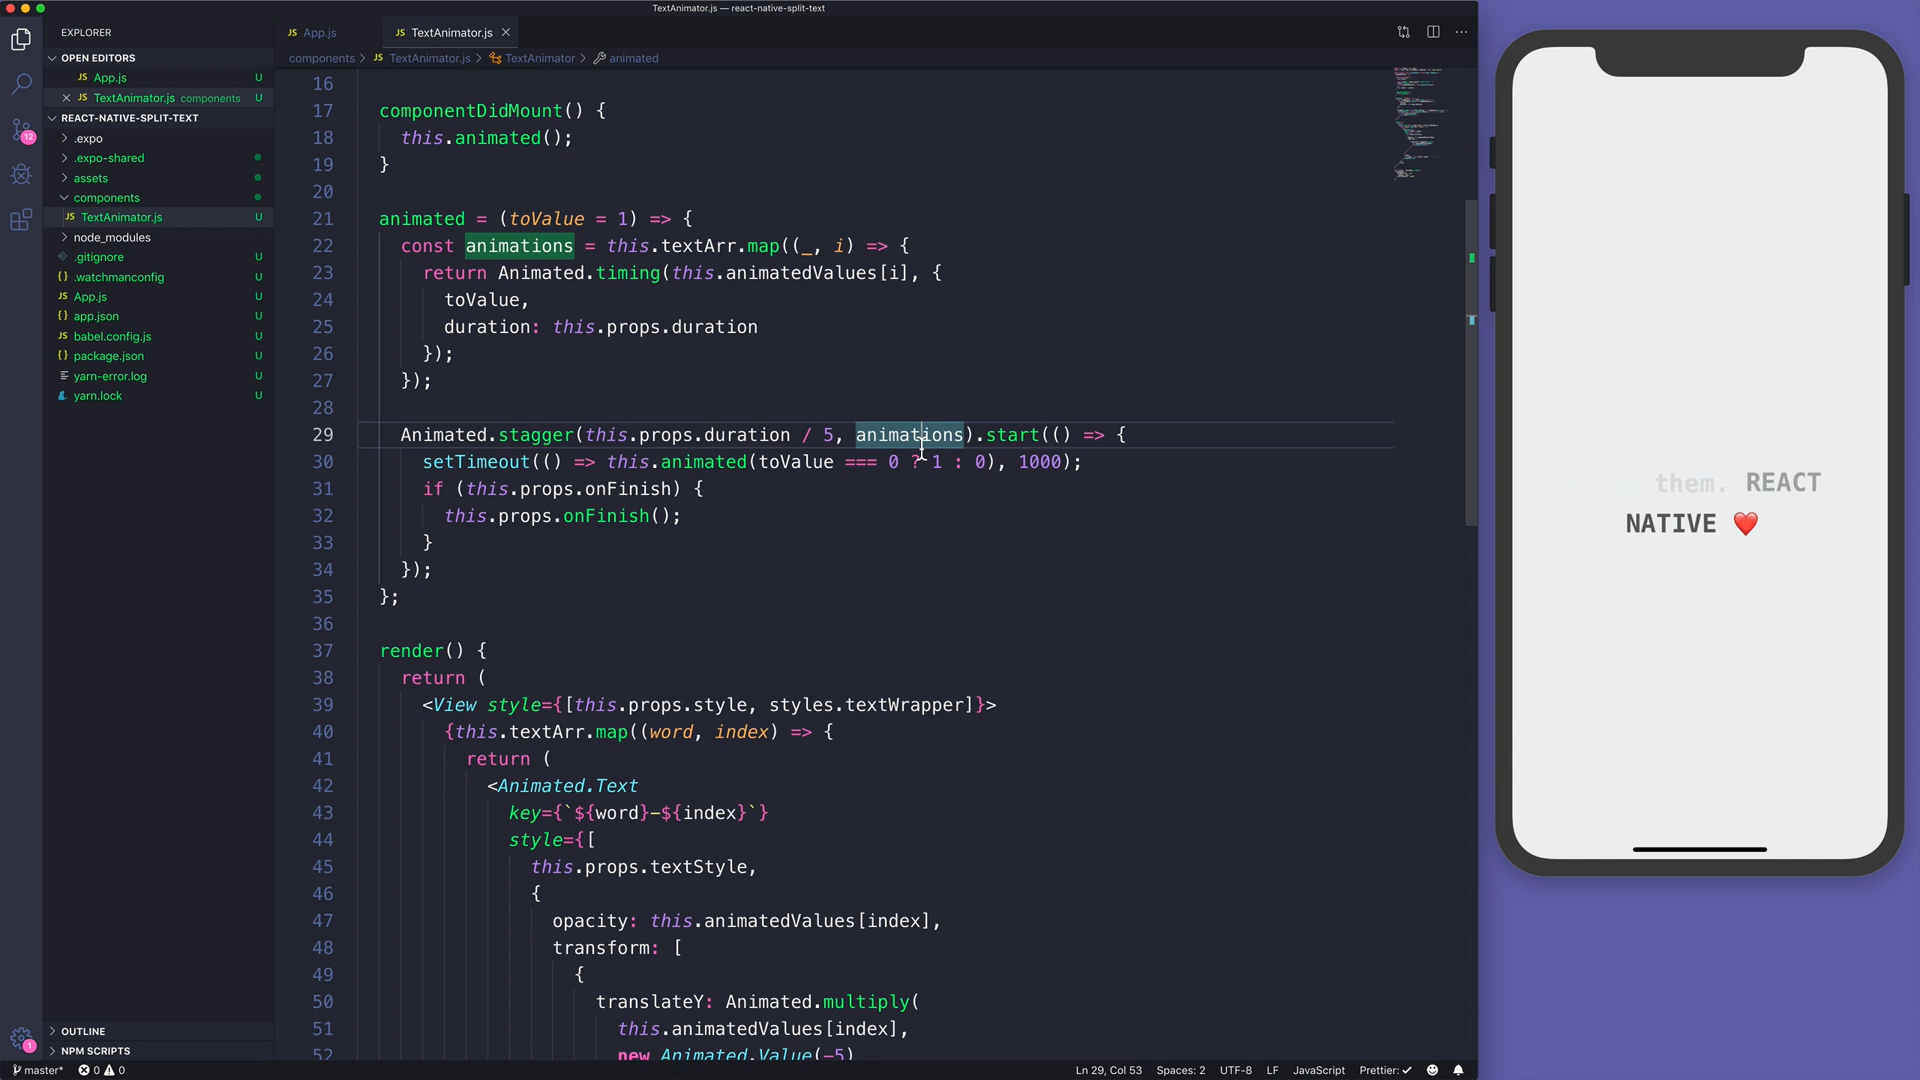 TextAnimator.js — react-native-split-text
EXPLORER
OPEN EDITORS
JS App.js U
JS TextAnimator.js components U
REACT-NATIVE-SPLIT-TEXT
.expo
.expo-shared
assets
components
JS TextAnimator.js U
node_modules
.gitignore U
{} .watchmanconfig U
JS App.js U
{} app.json U
JS babel.config.js U
{} package.json U
yarn-error.log U
yarn.lock U
OUTLINE
NPM SCRIPTS
12
1
JS App.js
JS TextAnimator.js
components > JS TextAnimator.js > TextAnimator > animated
16
17 componentDidMount() {
18 this.animated();
19 }
20
21 animated = (toValue = 1) => {
22 const animations = this.textArr.map((_, i) => {
23 return Animated.timing(this.animatedValues[i], {
24 toValue,
25 duration: this.props.duration
26 });
27 });
28
29 Animated.stagger(this.props.duration / 5, animations).start(() => {
30 setTimeout(() => this.animated(toValue === 0 ? 1 : 0), 1000);
31 if (this.props.onFinish) {
32 this.props.onFinish();
33 }
34 });
35 };
36
37 render() {
38 return (
39 <View style={[this.props.style, styles.textWrapper]}>
40 {this.textArr.map((word, index) => {
41 return (
42 <Animated.Text
43 key={`${word}-${index}`}
44 style={[
45 this.props.textStyle,
46 {
47 opacity: this.animatedValues[index],
48 transform: [
49 {
50 translateY: Animated.multiply(
51 this.animatedValues[index],
52 new Animated.Value(-5)
them. REACT
NATIVE ❤️
master* 0 0
Ln 29, Col 53 Spaces: 2 UTF-8 LF JavaScript Prettier: ✓